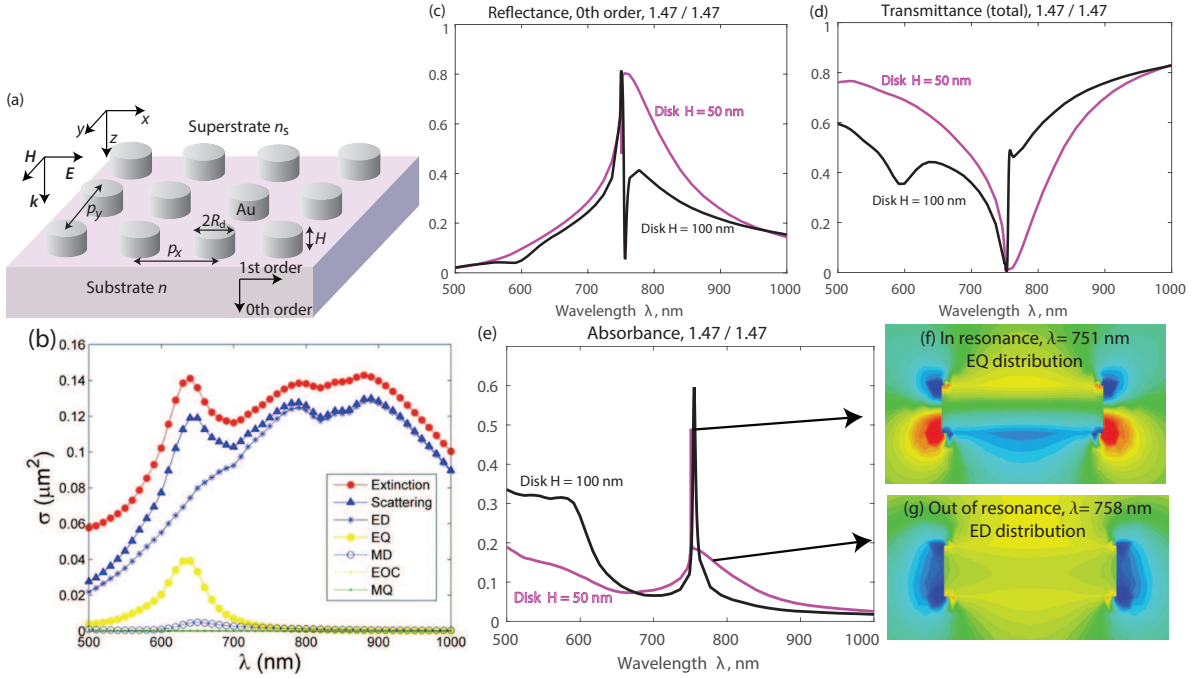 (a)
x
y
z
H
E
k
Superstrate nₛ
Au
p_y
2R_d
p_x
H
1st order
0th order
Substrate n
(b)
0.16
0.14
0.12
0.1
0.08
0.06
0.04
0.02
0
500 600 700 800 900 1000
σ (μm²)
λ (nm)
Extinction
Scattering
ED
EQ
MD
EOC
MQ
(c)
Reflectance, 0th order, 1.47 / 1.47
1
0.8
0.6
0.4
0.2
0
500 600 700 800 900 1000
Disk H = 50 nm
Disk H = 100 nm
Wavelength λ, nm
(d)
Transmittance (total), 1.47 / 1.47
1
0.8
0.6
0.4
0.2
0
500 600 700 800 900 1000
Disk H = 50 nm
Disk H = 100 nm
Wavelength λ, nm
(e)
Absorbance, 1.47 / 1.47
0.6
0.5
0.4
0.3
0.2
0.1
0
500 600 700 800 900 1000
Disk H = 100 nm
Disk H = 50 nm
Wavelength λ, nm
(f) In resonance, λ= 751 nm
EQ distribution
(g) Out of resonance, λ= 758 nm
ED distribution